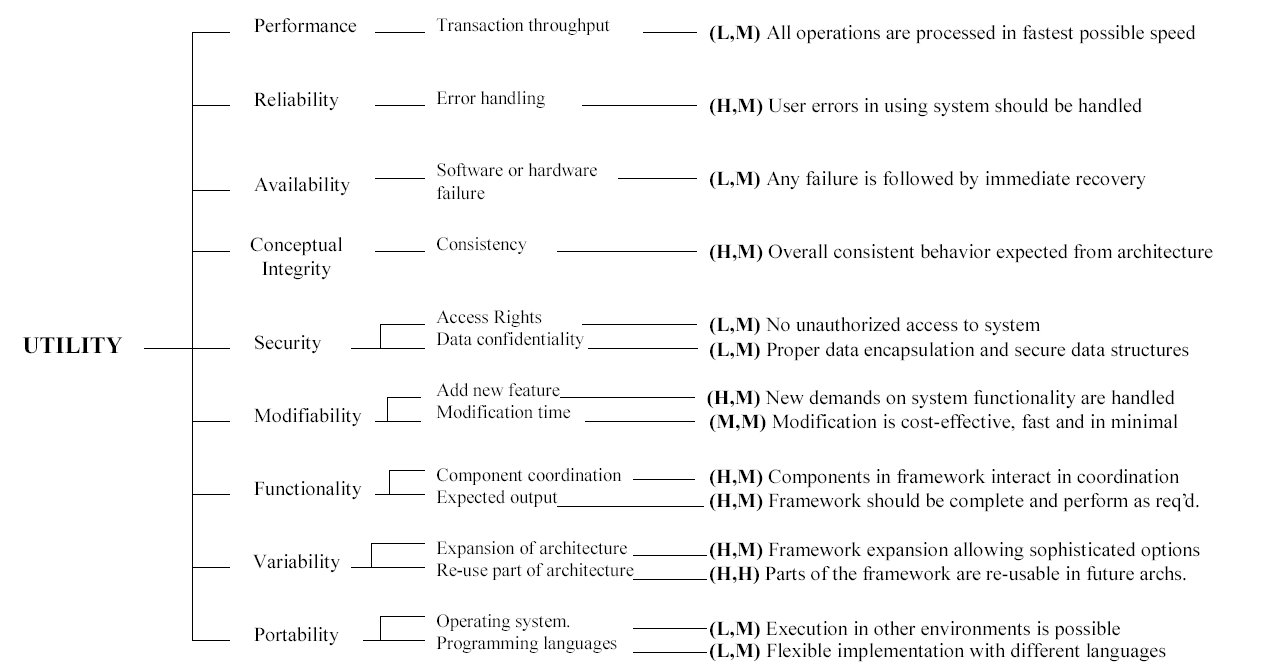 Performance Transaction throughput (L,M) All operations are processed in fastest possible speed
Reliability Error handling (H,M) User errors in using system should be handled
Availability Software or hardware failure (L,M) Any failure is followed by immediate recovery
Conceptual Integrity Consistency (H,M) Overall consistent behavior expected from architecture
UTILITY
Security
Access Rights (L,M) No unauthorized access to system
Data confidentiality (L,M) Proper data encapsulation and secure data structures
Modifiability
Add new feature (H,M) New demands on system functionality are handled
Modification time (M,M) Modification is cost-effective, fast and in minimal
Functionality
Component coordination (H,M) Components in framework interact in coordination
Expected output (H,M) Framework should be complete and perform as req'd.
Variability
Expansion of architecture (H,M) Framework expansion allowing sophisticated options
Re-use part of architecture (H,H) Parts of the framework are re-usable in future archs.
Portability
Operating system. (L,M) Execution in other environments is possible
Programming languages (L,M) Flexible implementation with different languages